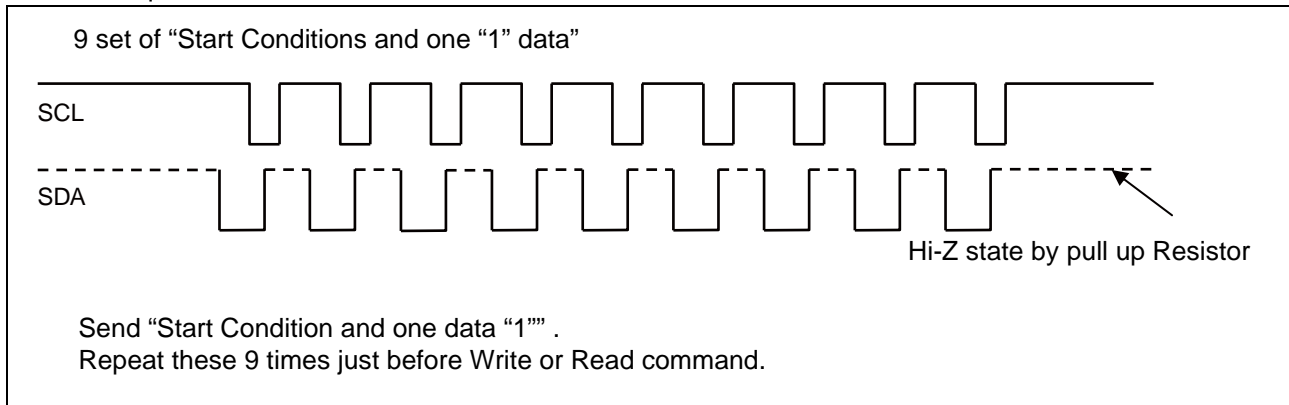 9 set of “Start Conditions and one “1” data”
SCL
SDA
Hi-Z state by pull up Resistor
Send “Start Condition and one data “1”” .
Repeat these 9 times just before Write or Read command.